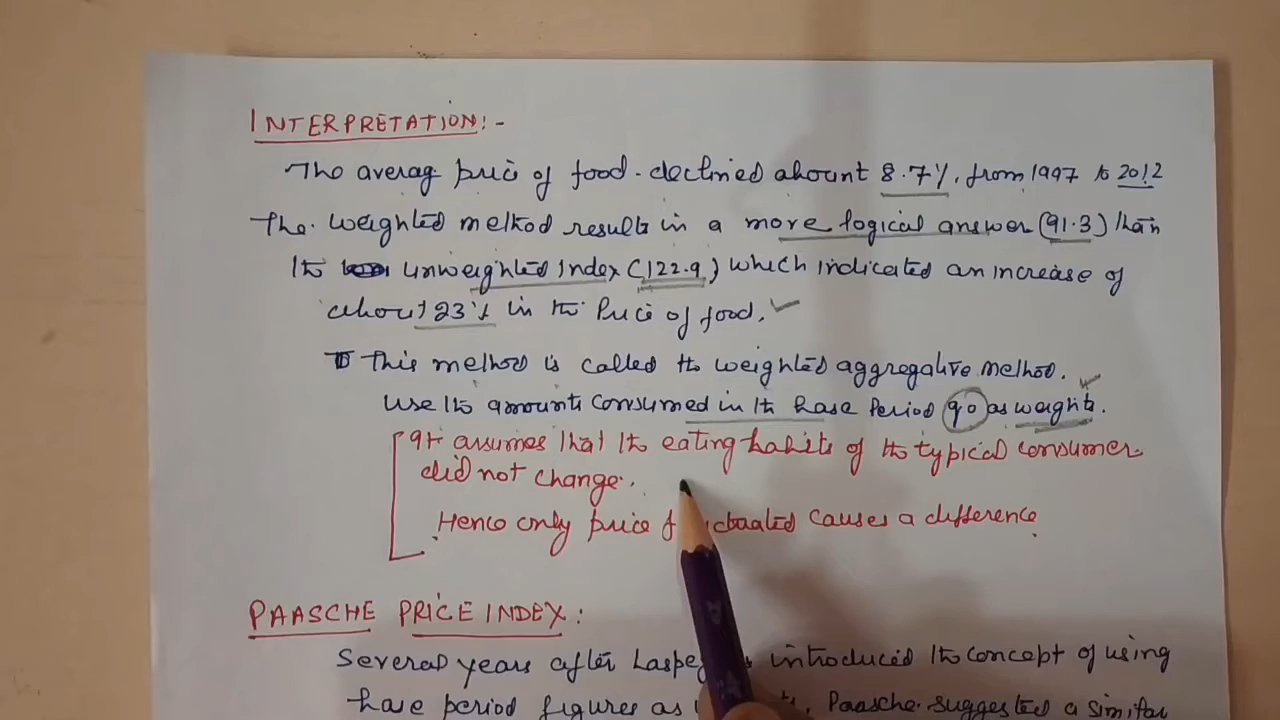 INTERPRETATION:-
The averag price of food declined about 8.7%. from 1997 to 2012
The weighted method results in a more logical answer (91.3) than
the unweighted index (122.9) which indicated an increase of
about 23% in the Price of food.
This method is called the weighted aggregative method.
Use the amounts consumed in the base Period q0 as weights.
It assumes that the eating habits of the typical consumer
did not change.
Hence only price causes a difference.
PAASCHE PRICE INDEX:
Several years after introduced the concept of using
base period figures as Paasche suggested a similar